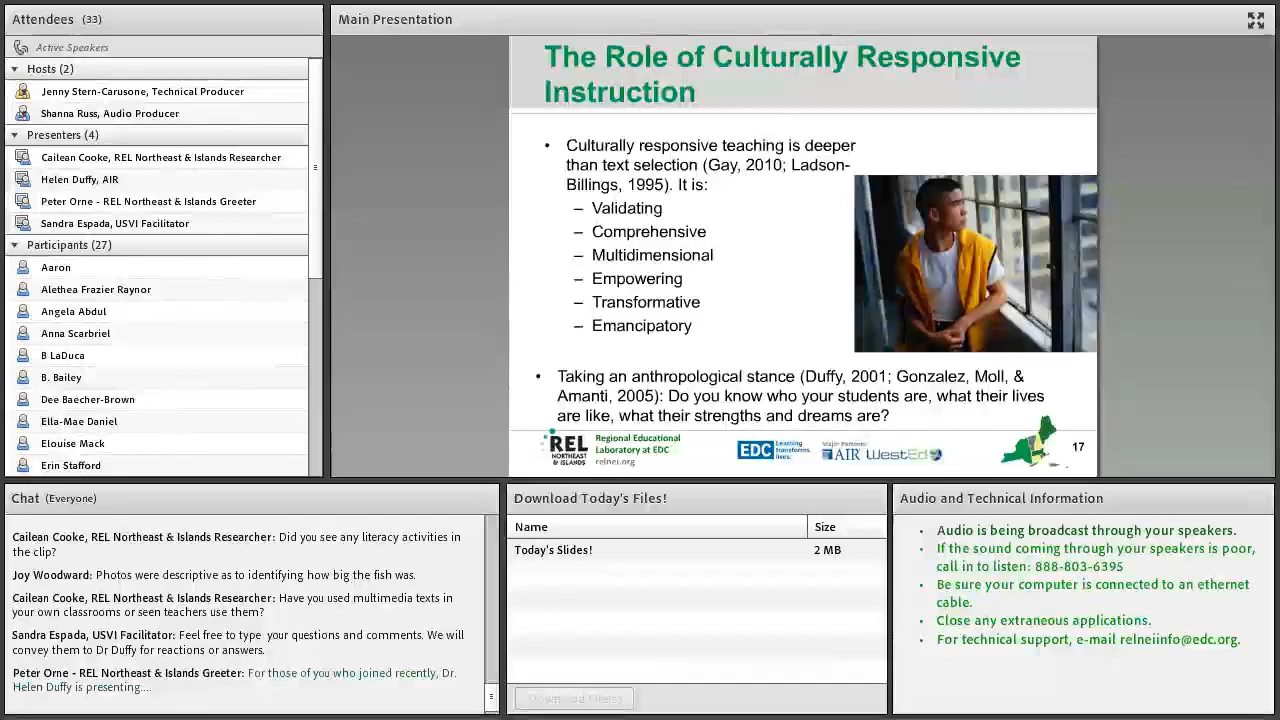 Attendees (33)
Active Speakers
Hosts (2)
Jenny Stern-Carusone, Technical Producer
Shanna Russ, Audio Producer
Presenters (4)
Cailean Cooke, REL Northeast & Islands Researcher
Helen Duffy, AIR
Peter Orne - REL Northeast & Islands Greeter
Sandra Espada, USVI Facilitator
Participants (27)
Aaron
Alethea Frazier Raynor
Angela Abdul
Anna Scarbriel
B LaDuca
B. Bailey
Dee Baecher-Brown
Ella-Mae Daniel
Elouise Mack
Erin Stafford
Main Presentation
The Role of Culturally Responsive
Instruction
• Culturally responsive teaching is deeper
than text selection (Gay, 2010; Ladson-
Billings, 1995). It is:
– Validating
– Comprehensive
– Multidimensional
– Empowering
– Transformative
– Emancipatory
• Taking an anthropological stance (Duffy, 2001; Gonzalez, Moll, &
Amanti, 2005): Do you know who your students are, what their lives
are like, what their strengths and dreams are?
REL
NORTHEAST
& ISLANDS
Regional Educational
Laboratory at EDC
relnei.org
EDC
Learning
transforms
lives.
Major Partners:
AIR WestEd
17
Chat (Everyone)
Cailean Cooke, REL Northeast & Islands Researcher: Did you see any literacy activities in
the clip?
Joy Woodward: Photos were descriptive as to identifying how big the fish was.
Cailean Cooke, REL Northeast & Islands Researcher: Have you used multimedia texts in
your own classrooms or seen teachers use them?
Sandra Espada, USVI Facilitator: Feel free to type your questions and comments. We will
convey them to Dr Duffy for reactions or answers.
Peter Orne - REL Northeast & Islands Greeter: For those of you who joined recently, Dr.
Helen Duffy is presenting....
Download Today's Files!
Name Size
Today's Slides! 2 MB
Download File(s)
Audio and Technical Information
• Audio is being broadcast through your speakers.
• If the sound coming through your speakers is poor,
call in to listen: 888-803-6395
• Be sure your computer is connected to an ethernet
cable.
• Close any extraneous applications.
• For technical support, e-mail relneiinfo@edc.org.